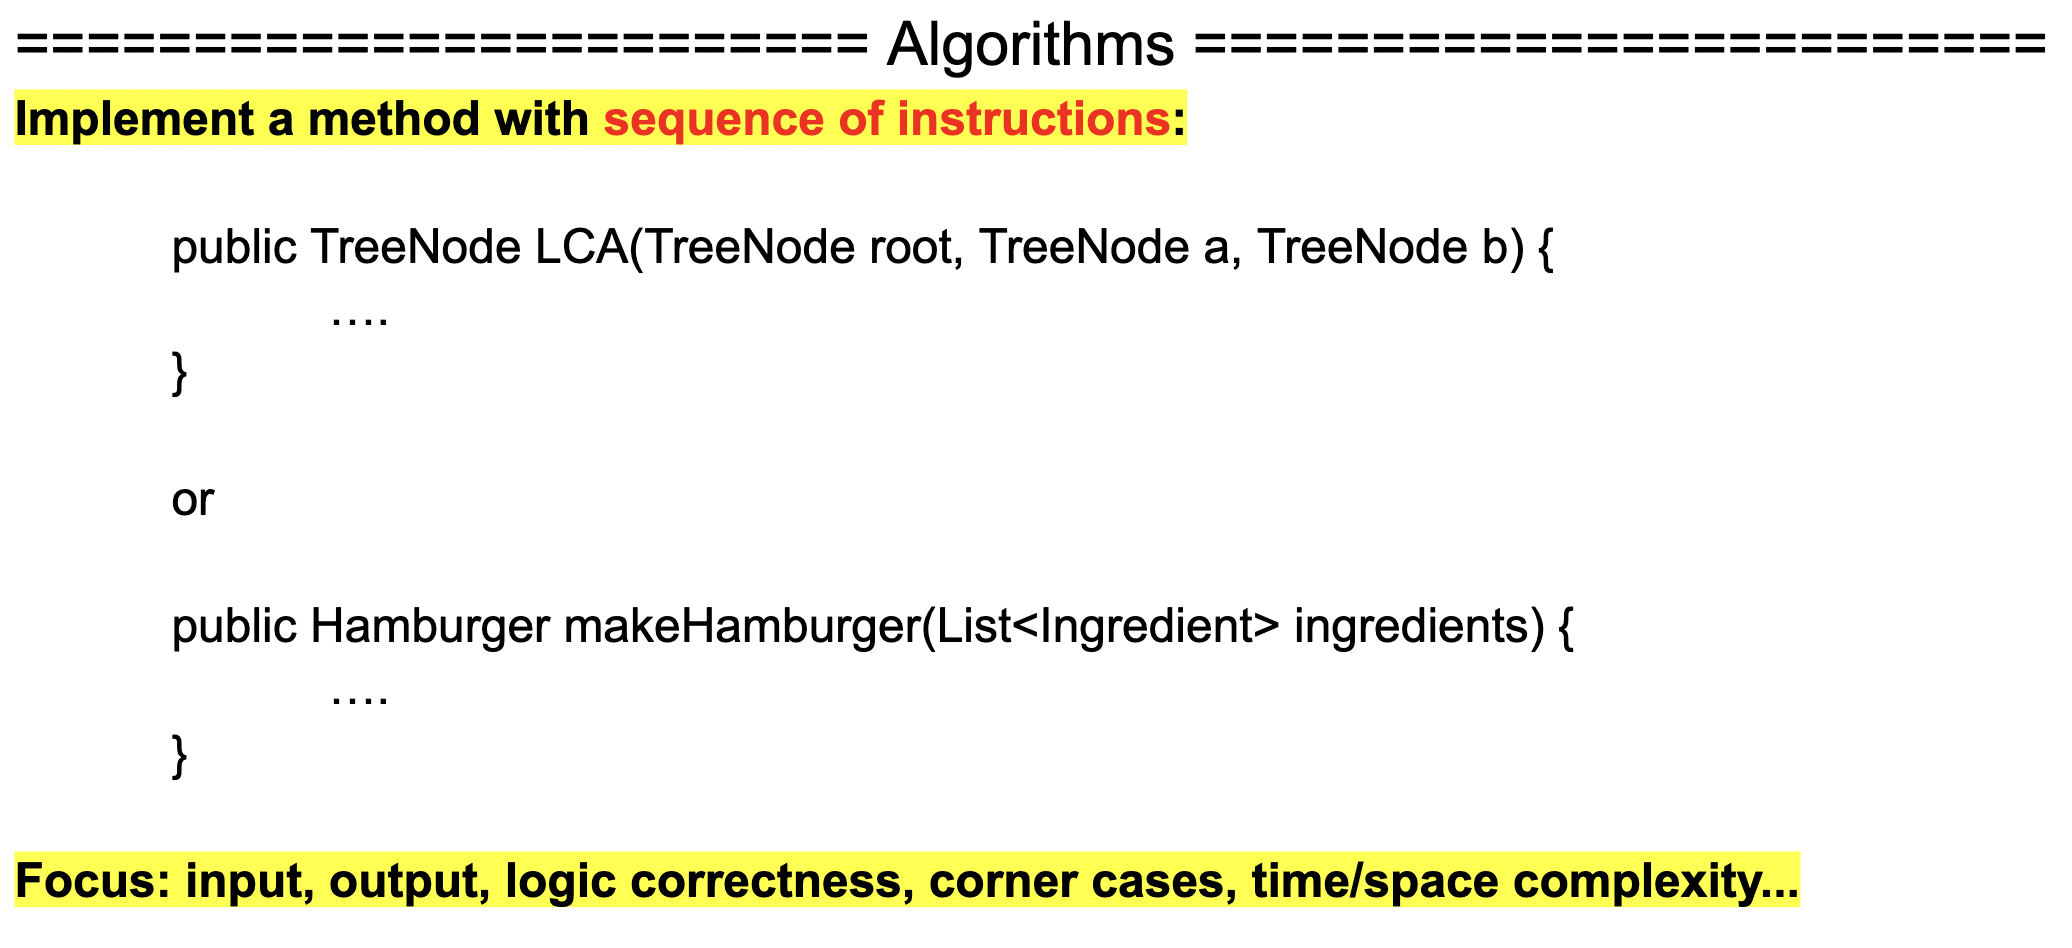 ======================== Algorithms ========================
Implement a method with sequence of instructions:
public TreeNode LCA(TreeNode root, TreeNode a, TreeNode b) {
….
}
or
public Hamburger makeHamburger(List<Ingredient> ingredients) {
….
}
Focus: input, output, logic correctness, corner cases, time/space complexity...